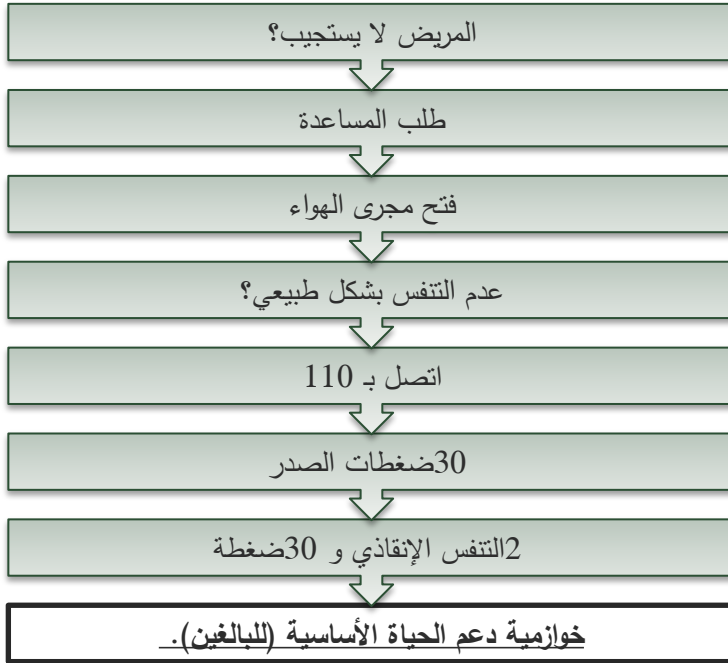 المريض لا يستجيب؟
طلب المساعدة
فتح مجرى الهواء
عدم التنفس بشكل طبيعي؟
اتصل بـ 110
30ضغطات الصدر
2التنفس الإنقاذي و 30ضغطة
خوازمية دعم الحياة الأساسية (للبالغين).